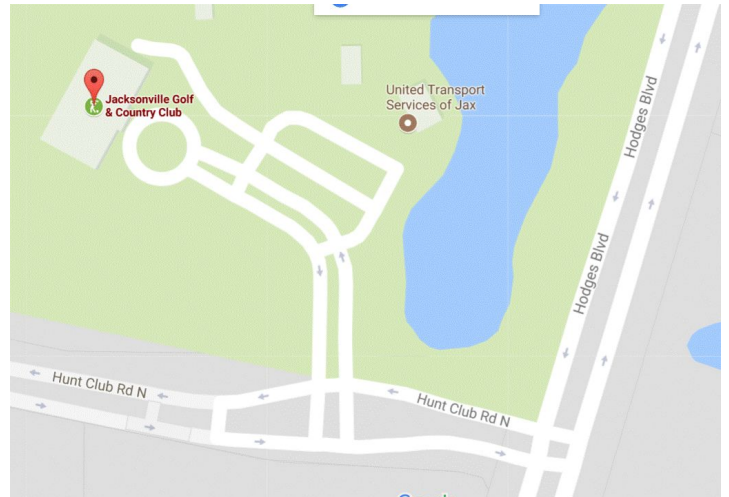 Jacksonville Golf
& Country Club
United Transport
Services of Jax
Hodges Blvd
Hodges Blvd
Hunt Club Rd N
Hunt Club Rd N